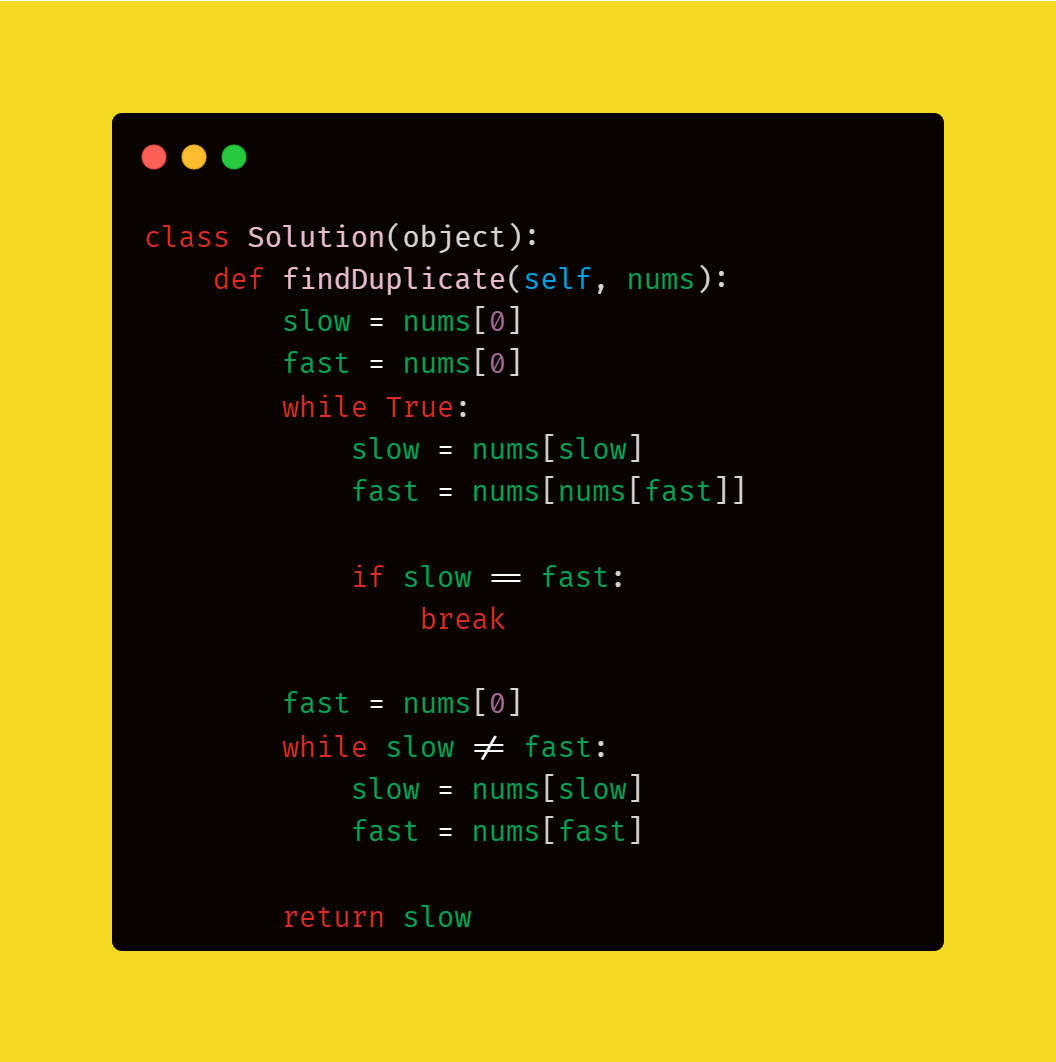 class Solution(object):
    def findDuplicate(self, nums):
        slow = nums[0]
        fast = nums[0]
        while True:
            slow = nums[slow]
            fast = nums[nums[fast]]
            if slow == fast:
                break
        fast = nums[0]
        while slow != fast:
            slow = nums[slow]
            fast = nums[fast]
        return slow